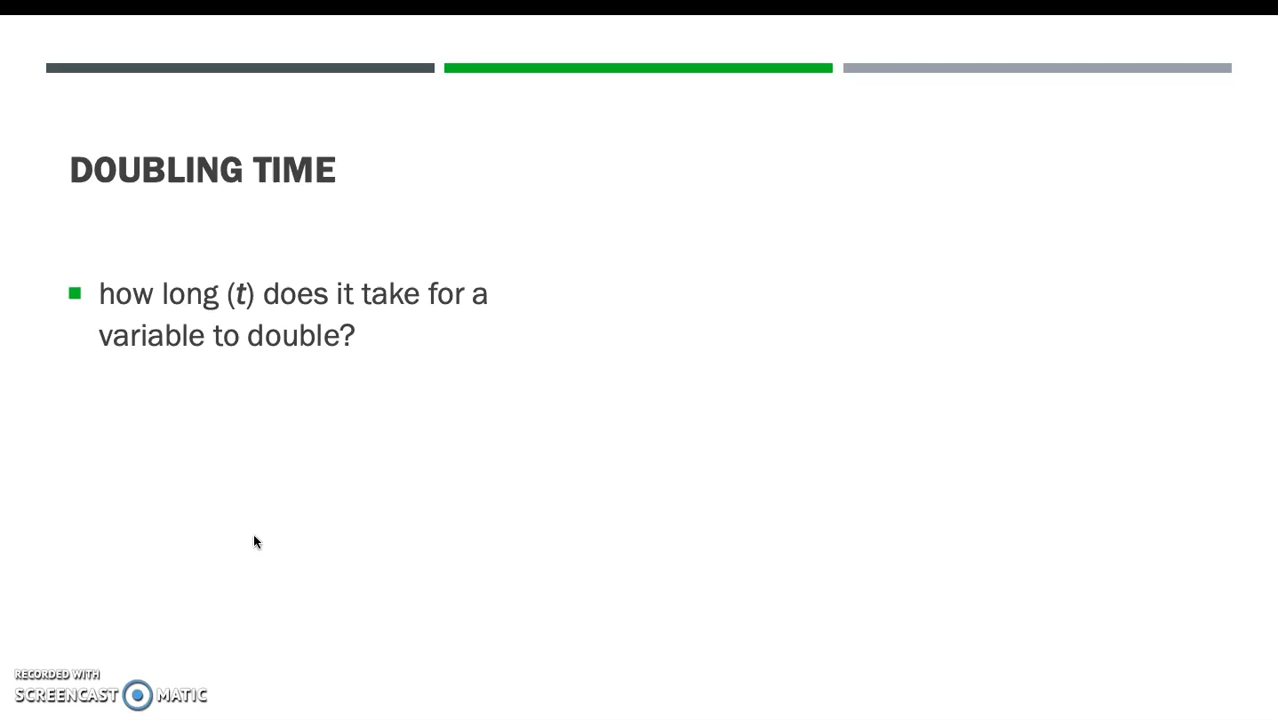 DOUBLING TIME
how long (t) does it take for a
variable to double?
RECORDED WITH
SCREENCAST MATIC